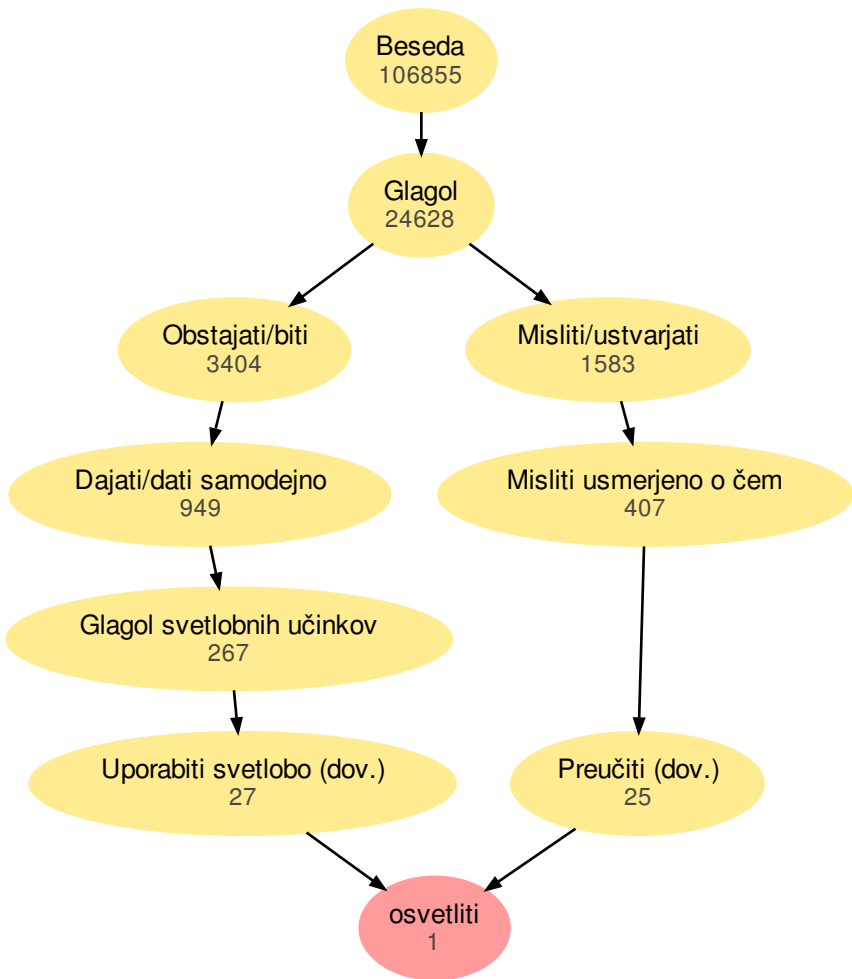 Beseda
106855
Glagol
24628
Obstajati/biti
3404
Misliti/ustvarjati
1583
Dajati/dati samodejno
949
Misliti usmerjeno o čem
407
Glagol svetlobnih učinkov
267
Uporabiti svetlobo (dov.)
27
Preučiti (dov.)
25
osvetliti
1